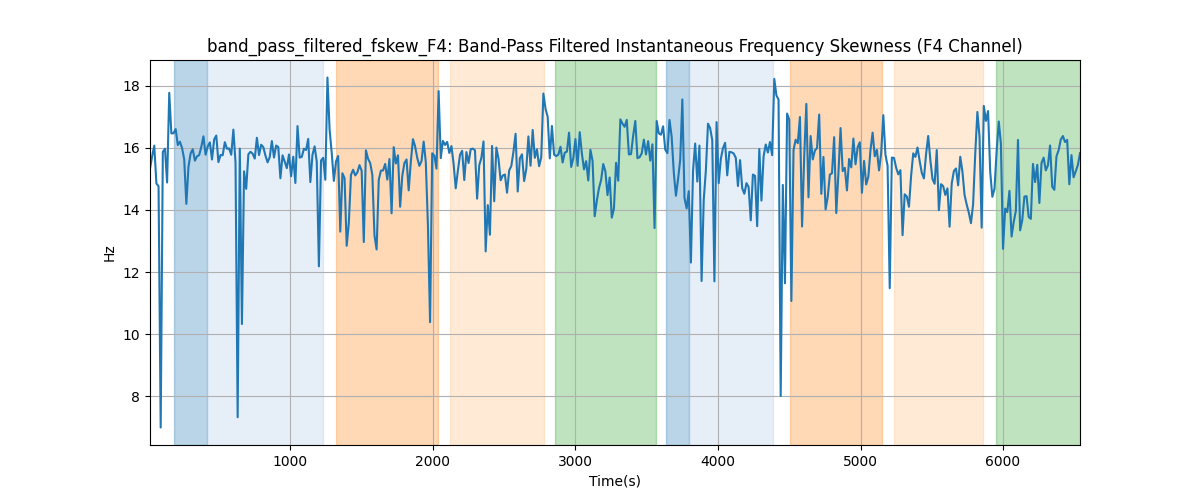 band_pass_filtered_fskew_F4: Band-Pass Filtered Instantaneous Frequency Skewness (F4 Channel)
18
16
14
12
10
8
Hz
1000 2000 3000 4000 5000 6000
Time(s)